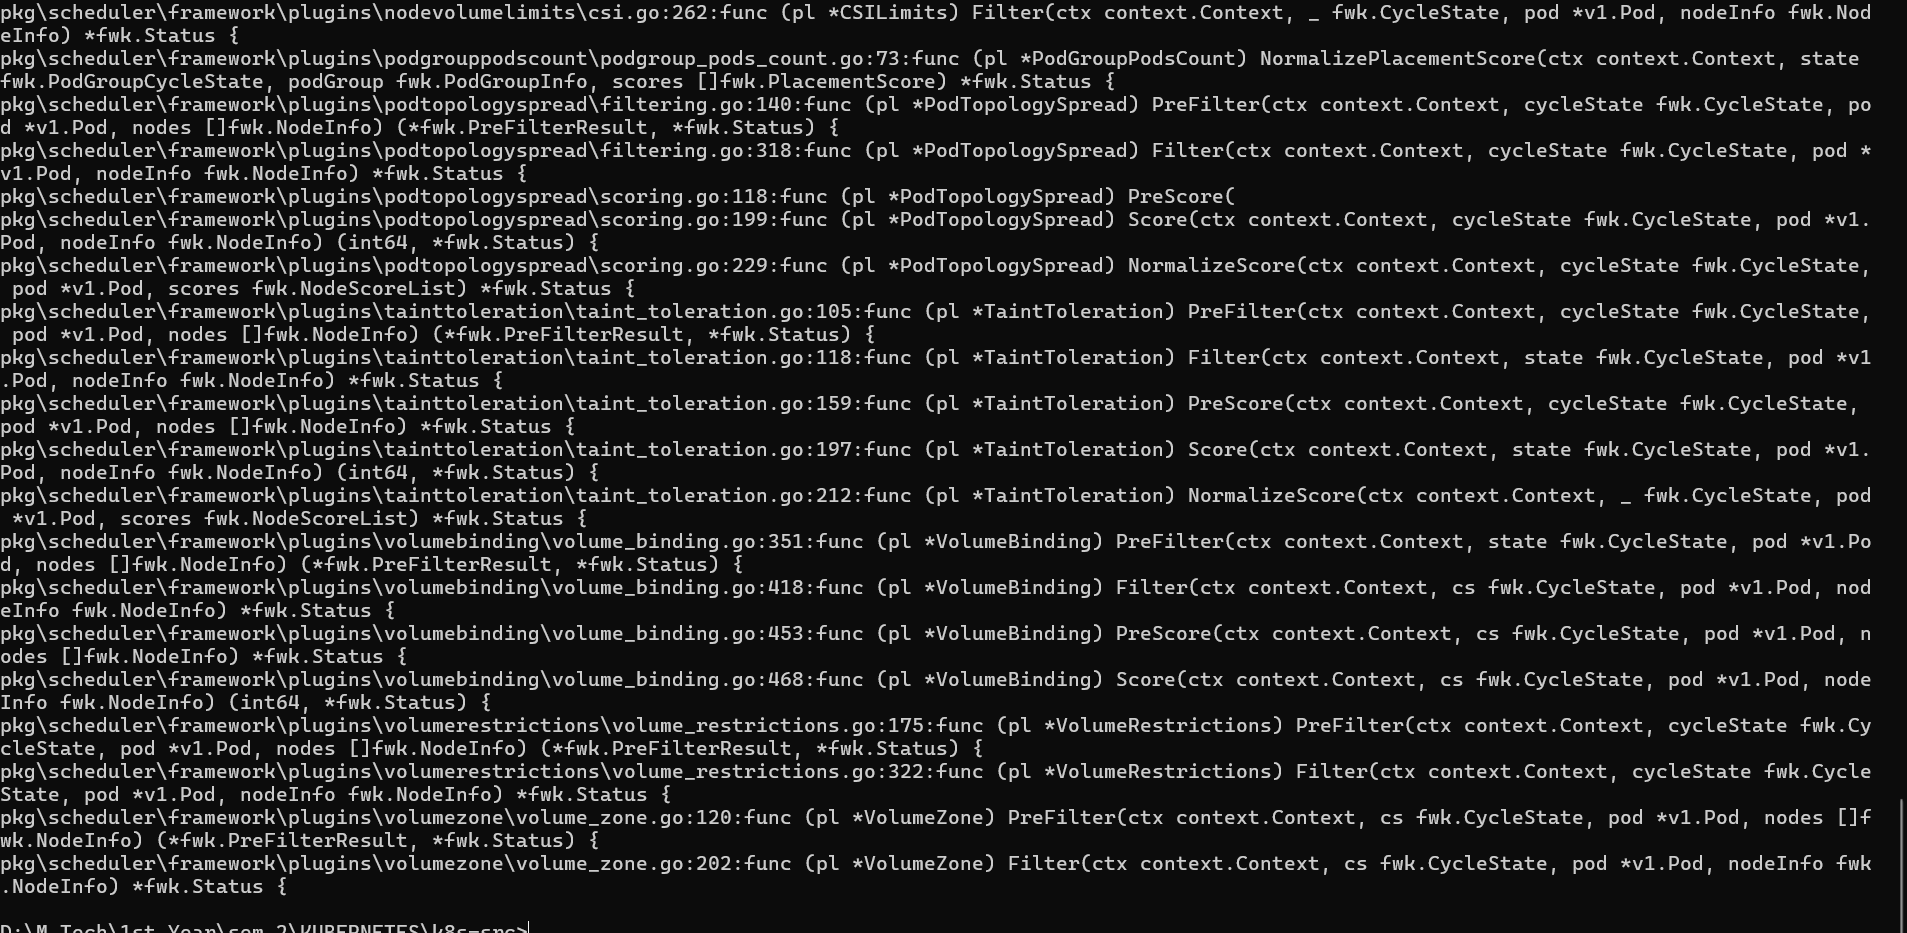 pkg\scheduler\framework\plugins\nodevolumelimits\csi.go:262:func (pl *CSILimits) Filter(ctx context.Context, _ fwk.CycleState, pod *v1.Pod, nodeInfo fwk.Nod
eInfo) *fwk.Status {
pkg\scheduler\framework\plugins\podgrouppodscount\podgroup_pods_count.go:73:func (pl *PodGroupPodsCount) NormalizePlacementScore(ctx context.Context, state
fwk.PodGroupCycleState, podGroup fwk.PodGroupInfo, scores []fwk.PlacementScore) *fwk.Status {
pkg\scheduler\framework\plugins\podtopologyspread\filtering.go:140:func (pl *PodTopologySpread) PreFilter(ctx context.Context, cycleState fwk.CycleState, po
d *v1.Pod, nodes []fwk.NodeInfo) (*fwk.PreFilterResult, *fwk.Status) {
pkg\scheduler\framework\plugins\podtopologyspread\filtering.go:318:func (pl *PodTopologySpread) Filter(ctx context.Context, cycleState fwk.CycleState, pod *
v1.Pod, nodeInfo fwk.NodeInfo) *fwk.Status {
pkg\scheduler\framework\plugins\podtopologyspread\scoring.go:118:func (pl *PodTopologySpread) PreScore(
pkg\scheduler\framework\plugins\podtopologyspread\scoring.go:199:func (pl *PodTopologySpread) Score(ctx context.Context, cycleState fwk.CycleState, pod *v1.
Pod, nodeInfo fwk.NodeInfo) (int64, *fwk.Status) {
pkg\scheduler\framework\plugins\podtopologyspread\scoring.go:229:func (pl *PodTopologySpread) NormalizeScore(ctx context.Context, cycleState fwk.CycleState,
 pod *v1.Pod, scores fwk.NodeScoreList) *fwk.Status {
pkg\scheduler\framework\plugins\tainttoleration\taint_toleration.go:105:func (pl *TaintToleration) PreFilter(ctx context.Context, cycleState fwk.CycleState,
 pod *v1.Pod, nodes []fwk.NodeInfo) (*fwk.PreFilterResult, *fwk.Status) {
pkg\scheduler\framework\plugins\tainttoleration\taint_toleration.go:118:func (pl *TaintToleration) Filter(ctx context.Context, state fwk.CycleState, pod *v1
.Pod, nodeInfo fwk.NodeInfo) *fwk.Status {
pkg\scheduler\framework\plugins\tainttoleration\taint_toleration.go:159:func (pl *TaintToleration) PreScore(ctx context.Context, cycleState fwk.CycleState,
pod *v1.Pod, nodes []fwk.NodeInfo) *fwk.Status {
pkg\scheduler\framework\plugins\tainttoleration\taint_toleration.go:197:func (pl *TaintToleration) Score(ctx context.Context, state fwk.CycleState, pod *v1.
Pod, nodeInfo fwk.NodeInfo) (int64, *fwk.Status) {
pkg\scheduler\framework\plugins\tainttoleration\taint_toleration.go:212:func (pl *TaintToleration) NormalizeScore(ctx context.Context, _ fwk.CycleState, pod
 *v1.Pod, scores fwk.NodeScoreList) *fwk.Status {
pkg\scheduler\framework\plugins\volumebinding\volume_binding.go:351:func (pl *VolumeBinding) PreFilter(ctx context.Context, state fwk.CycleState, pod *v1.Po
d, nodes []fwk.NodeInfo) (*fwk.PreFilterResult, *fwk.Status) {
pkg\scheduler\framework\plugins\volumebinding\volume_binding.go:418:func (pl *VolumeBinding) Filter(ctx context.Context, cs fwk.CycleState, pod *v1.Pod, nod
eInfo fwk.NodeInfo) *fwk.Status {
pkg\scheduler\framework\plugins\volumebinding\volume_binding.go:453:func (pl *VolumeBinding) PreScore(ctx context.Context, cs fwk.CycleState, pod *v1.Pod, n
odes []fwk.NodeInfo) *fwk.Status {
pkg\scheduler\framework\plugins\volumebinding\volume_binding.go:468:func (pl *VolumeBinding) Score(ctx context.Context, cs fwk.CycleState, pod *v1.Pod, node
Info fwk.NodeInfo) (int64, *fwk.Status) {
pkg\scheduler\framework\plugins\volumerestrictions\volume_restrictions.go:175:func (pl *VolumeRestrictions) PreFilter(ctx context.Context, cycleState fwk.Cy
cleState, pod *v1.Pod, nodes []fwk.NodeInfo) (*fwk.PreFilterResult, *fwk.Status) {
pkg\scheduler\framework\plugins\volumerestrictions\volume_restrictions.go:322:func (pl *VolumeRestrictions) Filter(ctx context.Context, cycleState fwk.Cycle
State, pod *v1.Pod, nodeInfo fwk.NodeInfo) *fwk.Status {
pkg\scheduler\framework\plugins\volumezone\volume_zone.go:120:func (pl *VolumeZone) PreFilter(ctx context.Context, cs fwk.CycleState, pod *v1.Pod, nodes []f
wk.NodeInfo) (*fwk.PreFilterResult, *fwk.Status) {
pkg\scheduler\framework\plugins\volumezone\volume_zone.go:202:func (pl *VolumeZone) Filter(ctx context.Context, cs fwk.CycleState, pod *v1.Pod, nodeInfo fwk
.NodeInfo) *fwk.Status {
D:\M Tech\1st Year\sem 2\KUBERNETES\k8s-src>